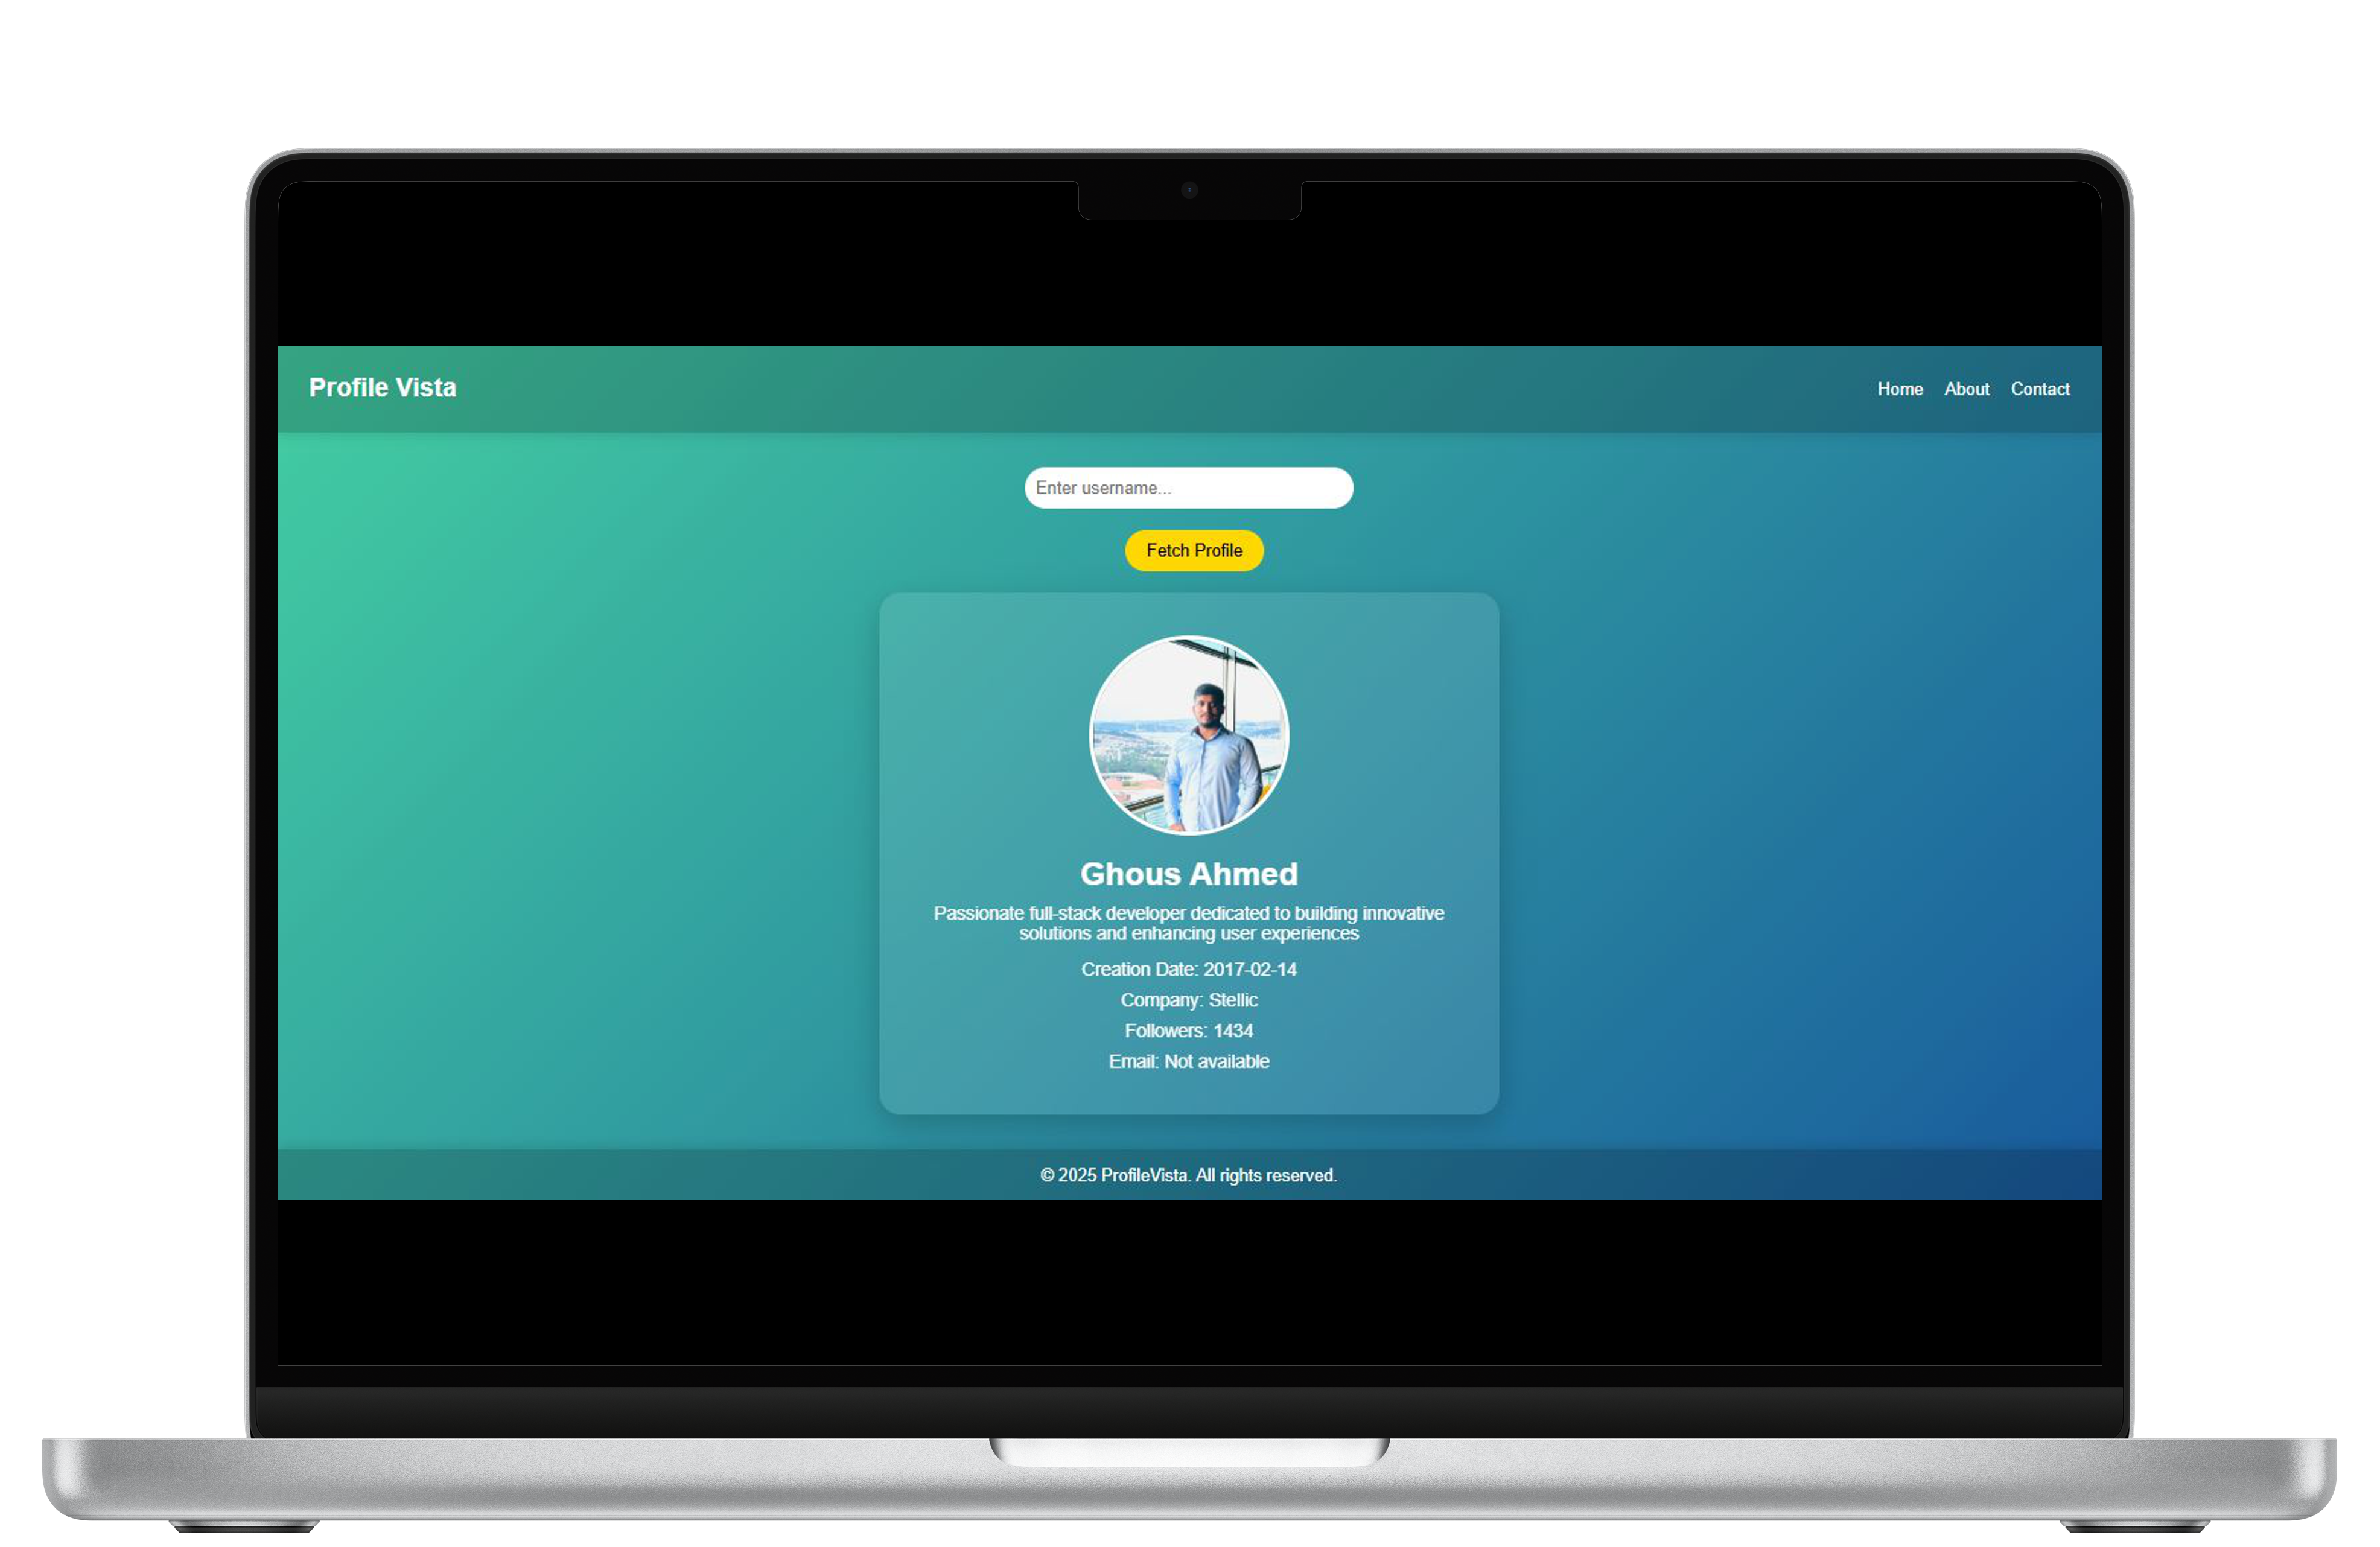 Profile Vista
Home About Contact
Enter username...
Fetch Profile
Ghous Ahmed
Passionate full-stack developer dedicated to building innovative
solutions and enhancing user experiences
Creation Date: 2017-02-14
Company: Stellic
Followers: 1434
Email: Not available
© 2025 ProfileVista. All rights reserved.